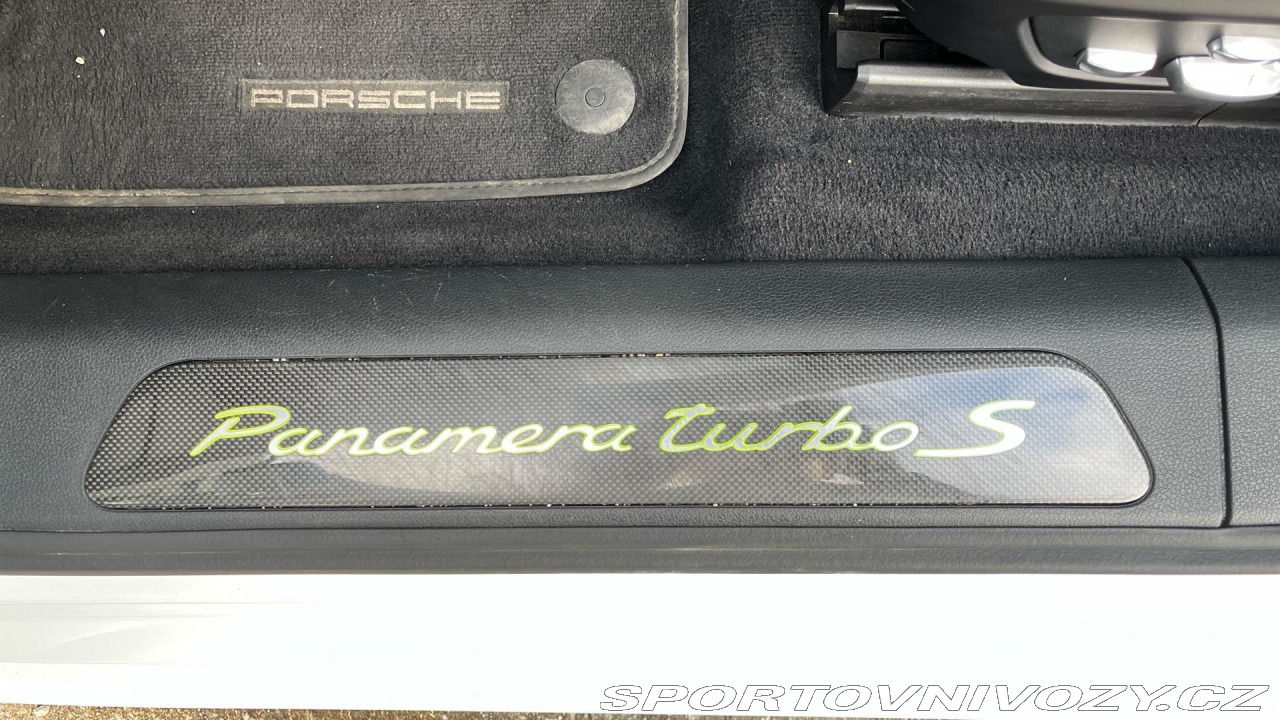 PORSCHE
Panamera turbo S
SPORTOVNIVOZY.CZ